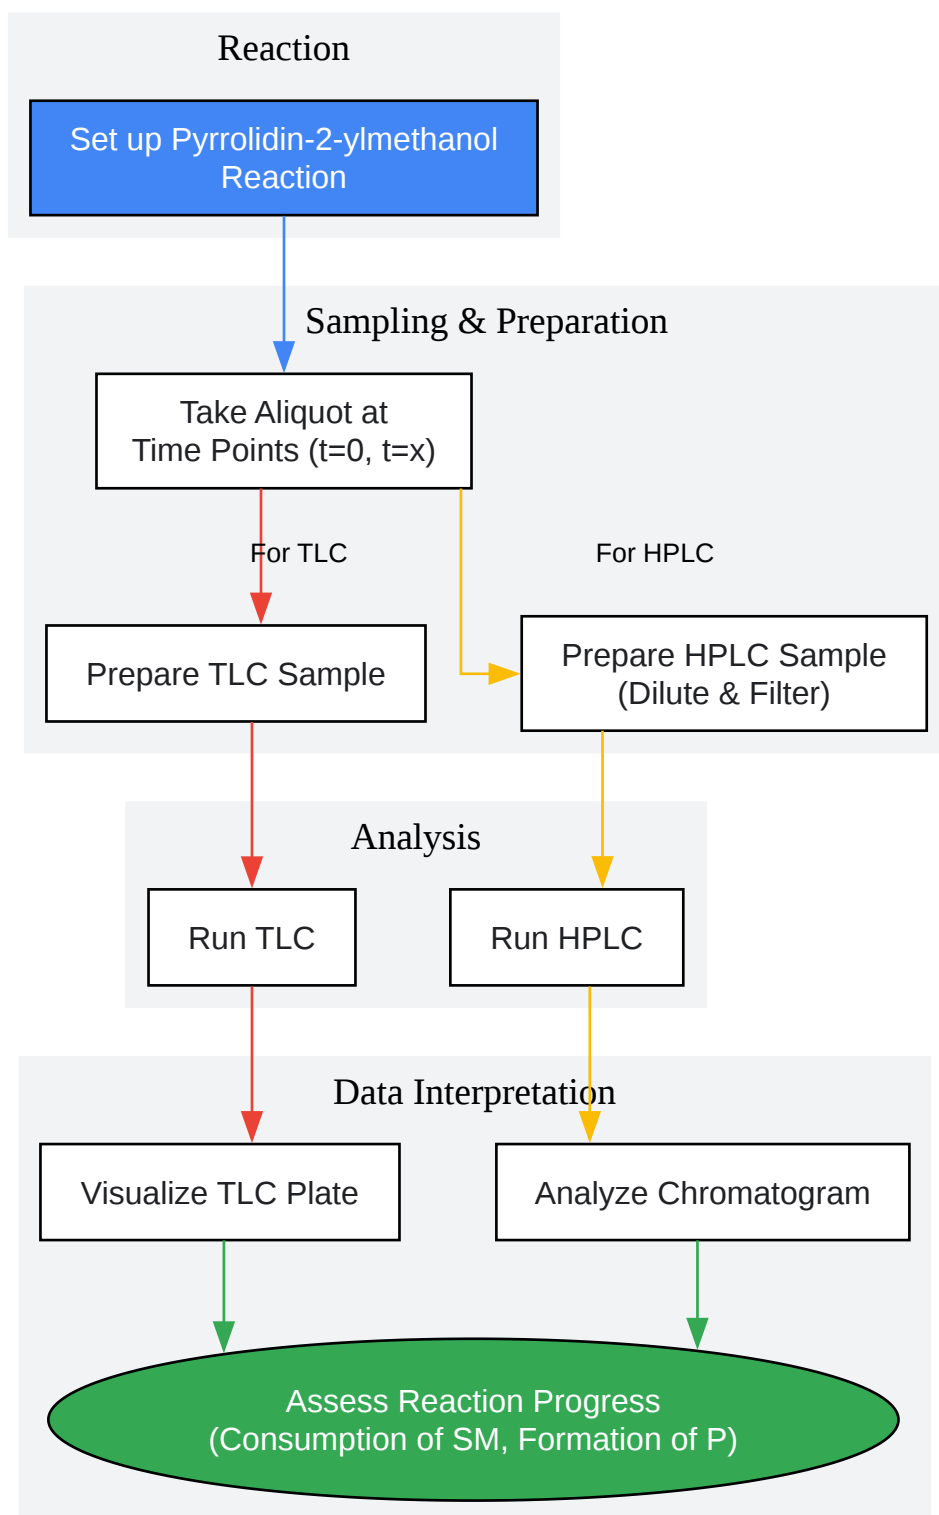 Reaction
Set up Pyrrolidin-2-ylmethanol
Reaction
Sampling & Preparation
Take Aliquot at
Time Points (t=0, t=x)
For TLC
For HPLC
Prepare TLC Sample
Prepare HPLC Sample
(Dilute & Filter)
Analysis
Run TLC
Run HPLC
Data Interpretation
Visualize TLC Plate
Analyze Chromatogram
Assess Reaction Progress
(Consumption of SM, Formation of P)